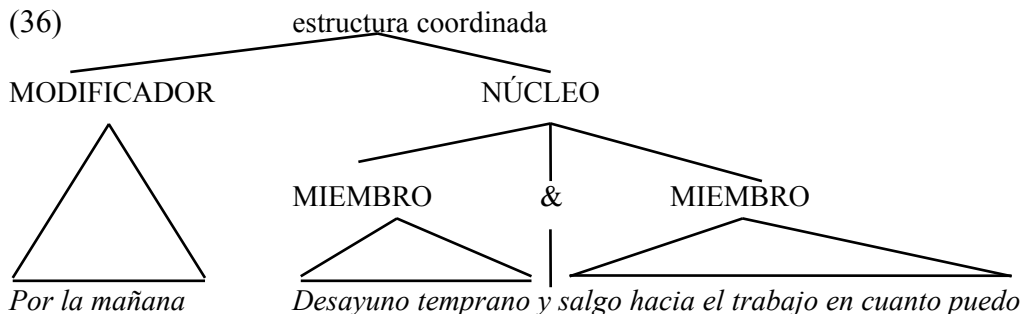 (36) estructura coordinada
MODIFICADOR NÚCLEO
MIEMBRO & MIEMBRO
Por la mañana Desayuno temprano y salgo hacia el trabajo en cuanto puedo